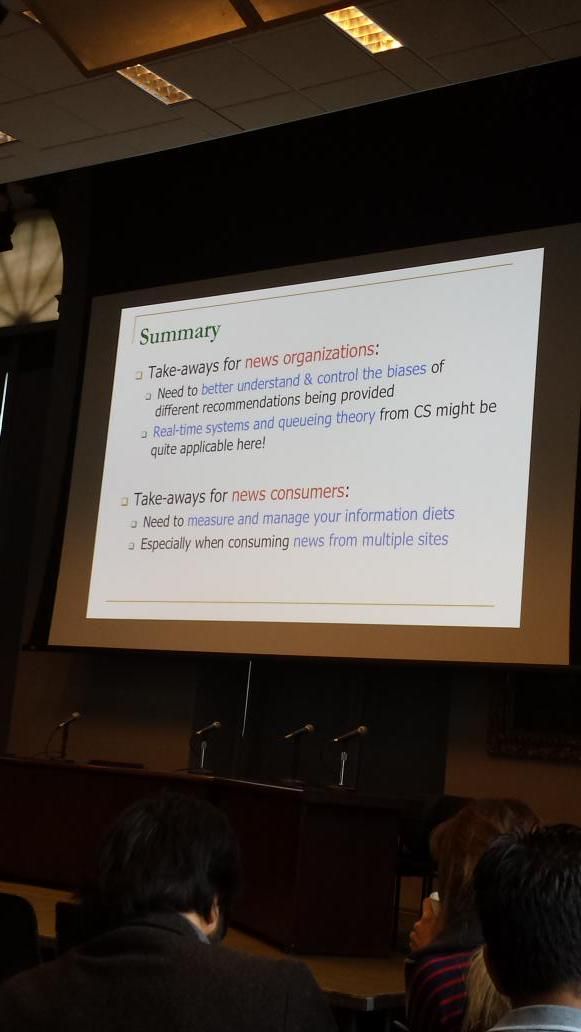 Summary
Take-aways for news organizations:
Need to better understand & control the biases of
different recommendations being provided
Real-time systems and queueing theory from CS might be
quite applicable here!
Take-aways for news consumers:
Need to measure and manage your information diets
Especially when consuming news from multiple sites